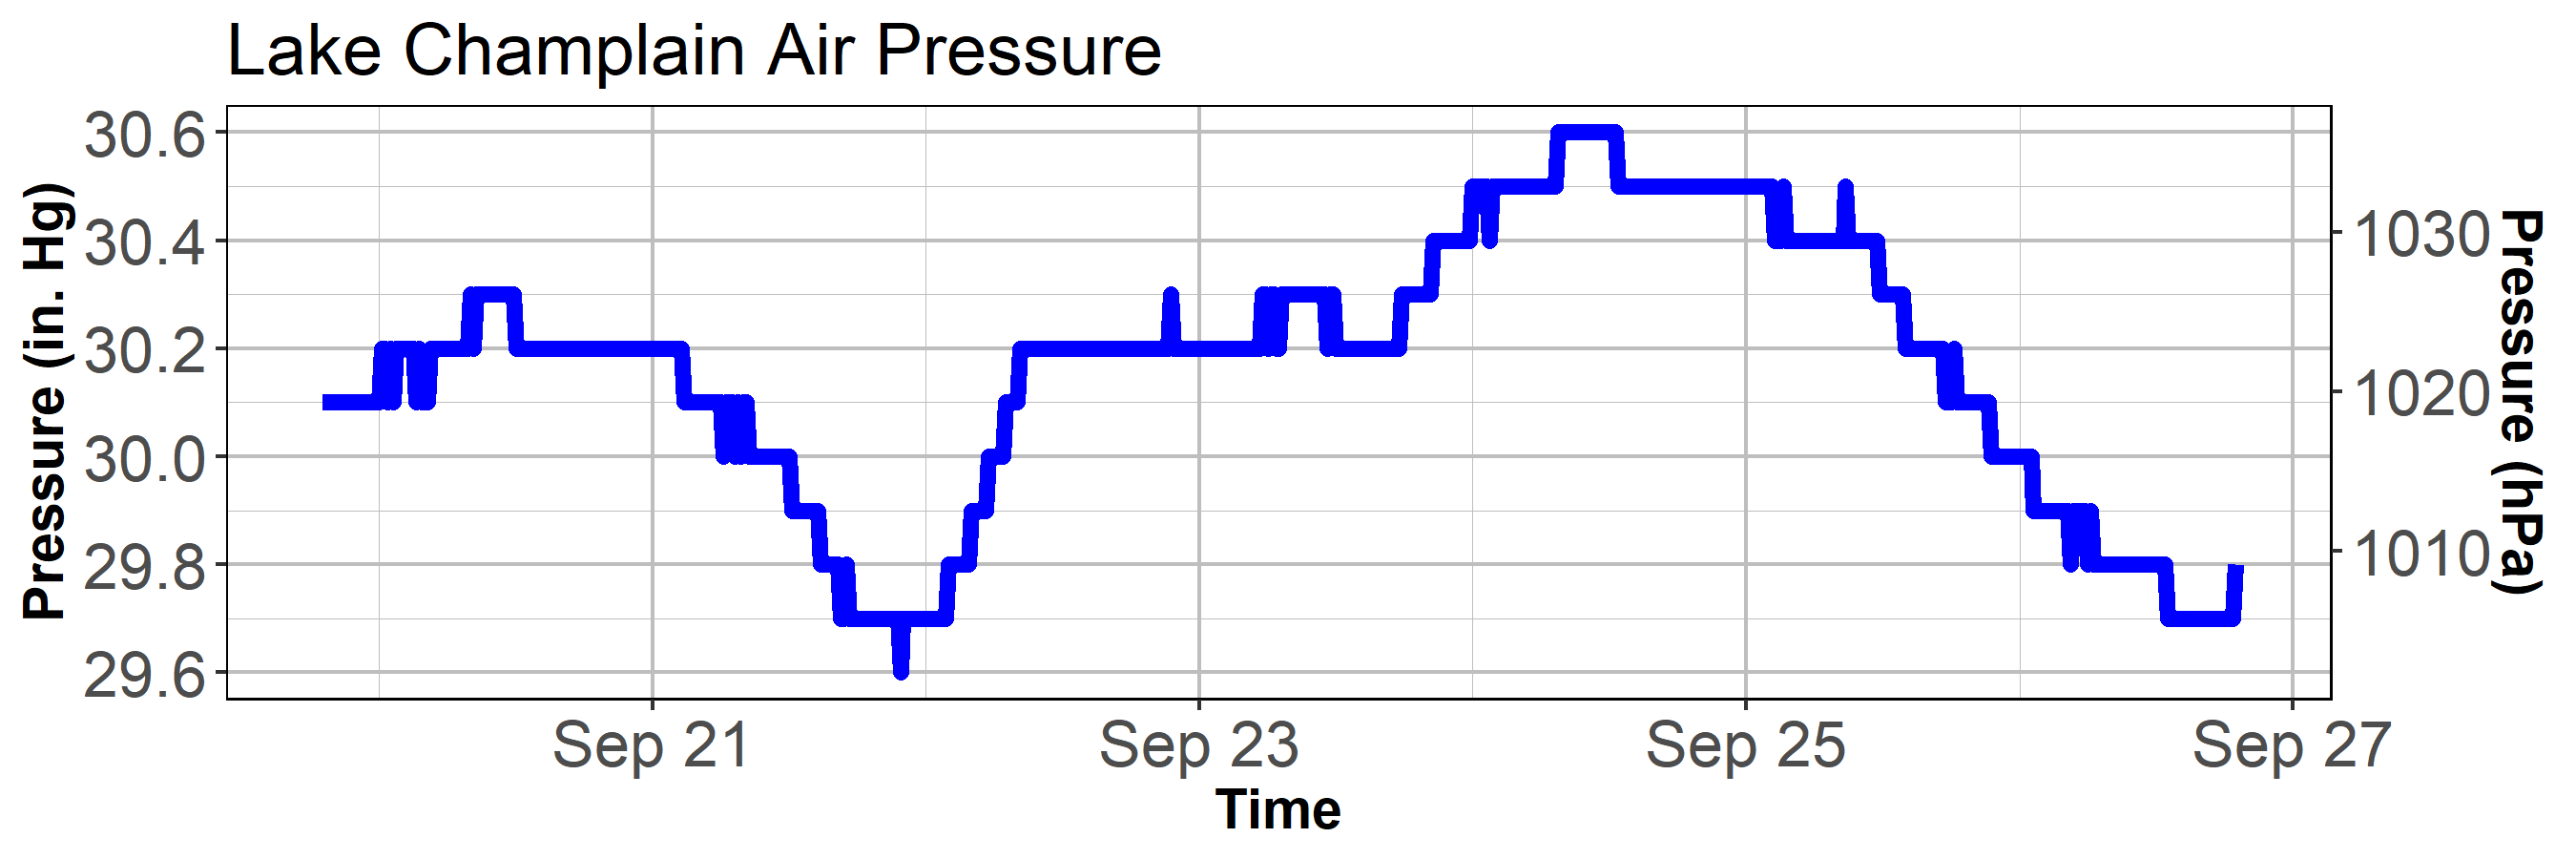 Lake Champlain Air Pressure
Pressure (in. Hg)
30.6
30.4
30.2
30.0
29.8
29.6
1030
1020
1010
Pressure (hPa)
Sep 21 Sep 23 Sep 25 Sep 27
Time